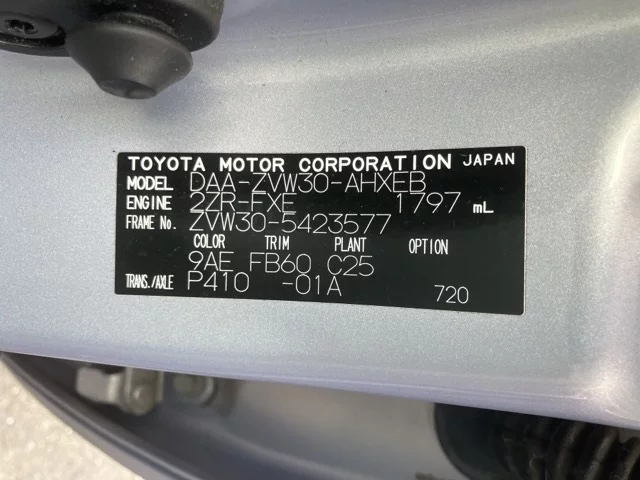 TOYOTA MOTOR CORPORATION JAPAN
MODEL DAA-ZVW30-AHXEB
ENGINE 2ZR-FXE 1797 mL
FRAME No. ZVW30-5423577
COLOR TRIM PLANT OPTION
9AE FB60 C25
TRANS./AXLE P410 -01A 720